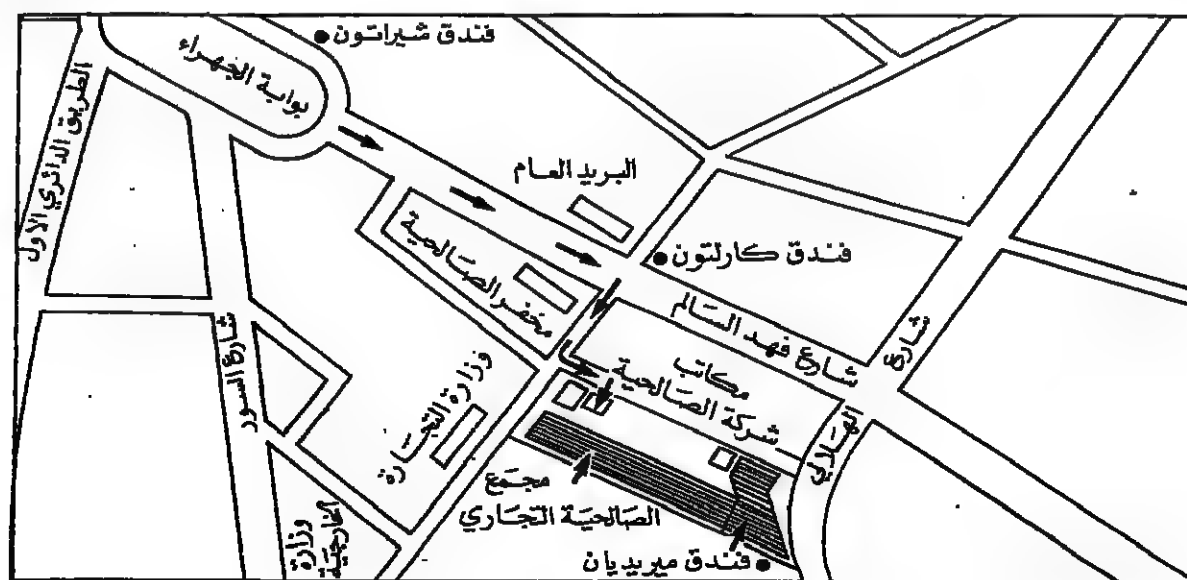 فندق شيراتون
بوابة الجهراء
الطريق الدائري الاول
البريد العام
فندق كارلتون
مخفر الصالحية
شارع فهد السالم
شارع
الهلالي
مكاتب
شركة الصالحية
شارع السور
وزارة التجارة
وزارة
الخارجية
مجمع
الصالحية التجاري
فندق ميريديان